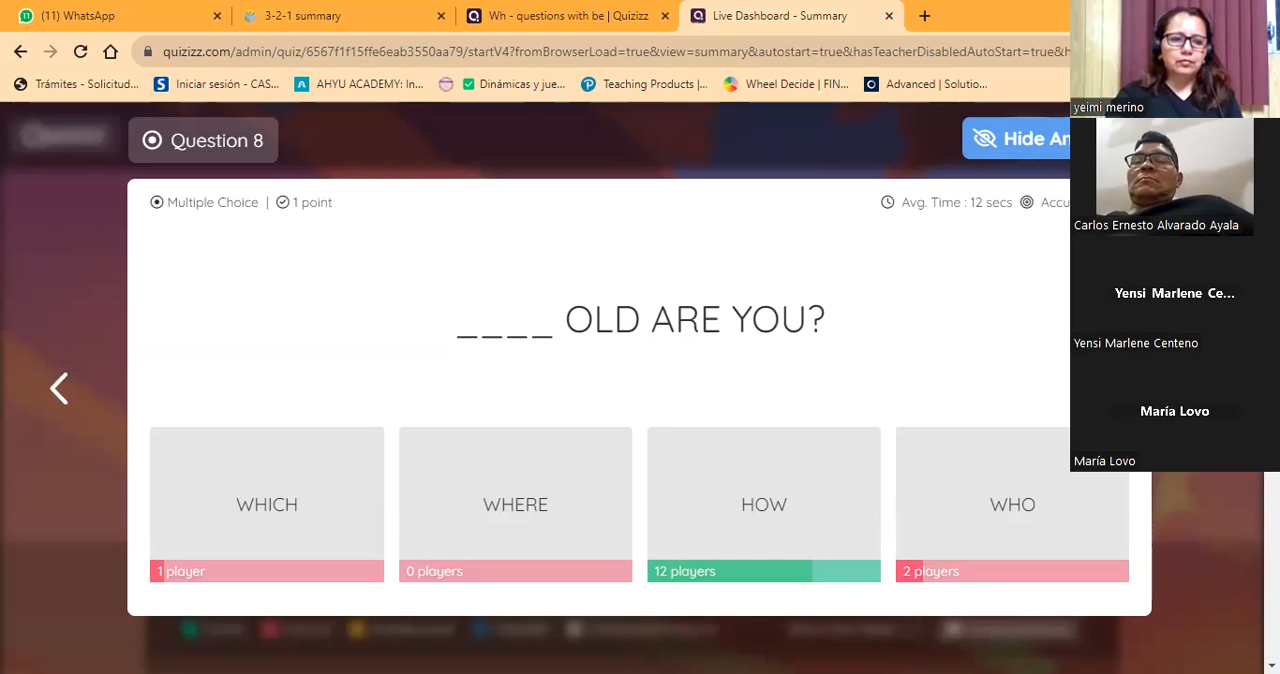 (11) WhatsApp
3-2-1 summary
Wh - questions with be | Quizizz
Live Dashboard - Summary
quizizz.com/admin/quiz/6567f1f15ffe6eab3550aa79/startV4?fromBrowserLoad=true&view=summary&autostart=true&hasTeacherDisabledAutoStart=true&h
Trámites - Solicitud...
Iniciar sesión - CAS...
AHYU ACADEMY: In...
Dinámicas y jue...
Teaching Products |...
Wheel Decide | FIN...
Advanced | Solutio...
yeimi merino
Question 8
Hide An
Multiple Choice | 1 point
Avg. Time : 12 secs
Accu
Carlos Ernesto Alvarado Ayala
Yensi Marlene Ce...
Yensi Marlene Centeno
María Lovo
María Lovo
____ OLD ARE YOU?
WHICH
WHERE
HOW
WHO
1 player
0 players
12 players
2 players